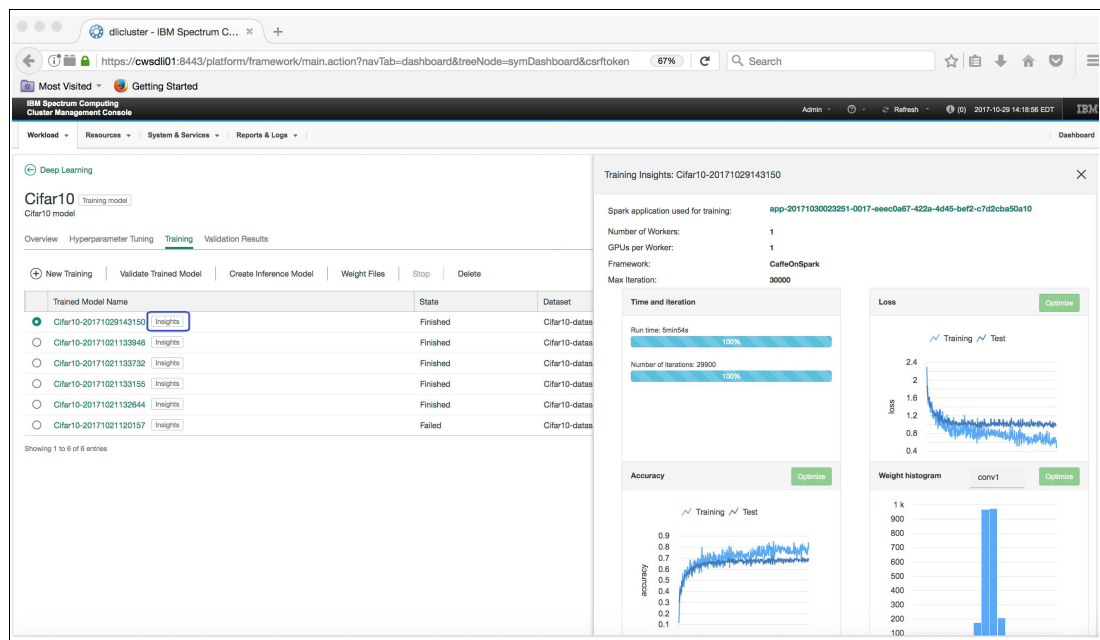 dlicluster - IBM Spectrum C... × +
https://cwsdli01:8443/platform/framework/main.action?navTab=dashboard&treeNode=symDashboard&csrftoken 67% Search
Most Visited Getting Started
IBM Spectrum Computing
Cluster Management Console
Admin Refresh (0) 2017-10-29 14:18:56 EDT IBM
Workload Resources System & Services Reports & Logs Dashboard
Deep Learning
Cifar10 Training model
Cifar10 model
Overview Hyperparameter Tuning Training Validation Results
New Training Validate Trained Model Create Inference Model Weight Files Stop Delete
Trained Model Name State Dataset
Cifar10-20171029143150 Insights Finished Cifar10-datas
Cifar10-20171021133946 Insights Finished Cifar10-datas
Cifar10-20171021133732 Insights Finished Cifar10-datas
Cifar10-20171021133155 Insights Finished Cifar10-datas
Cifar10-20171021132644 Insights Finished Cifar10-datas
Cifar10-20171021120157 Insights Failed Cifar10-datas
Showing 1 to 6 of 6 entries
Training Insights: Cifar10-20171029143150
Spark application used for training: app-20171030023251-0017-eeec0a67-422a-4d45-bef2-c7d2cba50a10
Number of Workers: 1
GPUs per Worker: 1
Framework: CaffeOnSpark
Max Iteration: 30000
Time and iteration
Run time: 5min54s
100%
Number of iterations: 29900
100%
Loss Optimize
Training Test
2.4
2
1.6
1.2
0.8
0.4
loss
Accuracy Optimize
Training Test
0.9
0.8
0.7
0.6
0.5
0.4
0.3
0.2
0.1
accuracy
Weight histogram conv1 Optimize
1 k
900
800
700
600
500
400
300
200
100